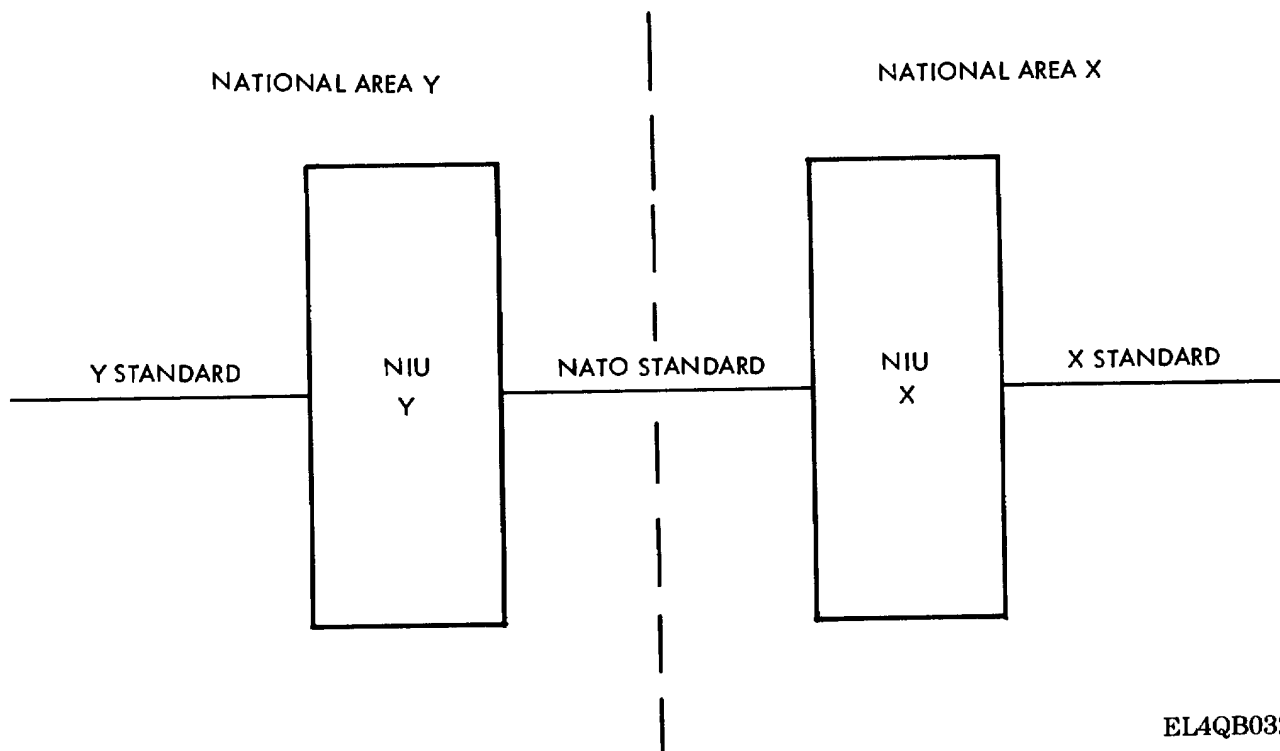 NATIONAL AREA Y
NATIONAL AREA X
Y STANDARD
NIU
Y
NATO STANDARD
NIU
X
X STANDARD